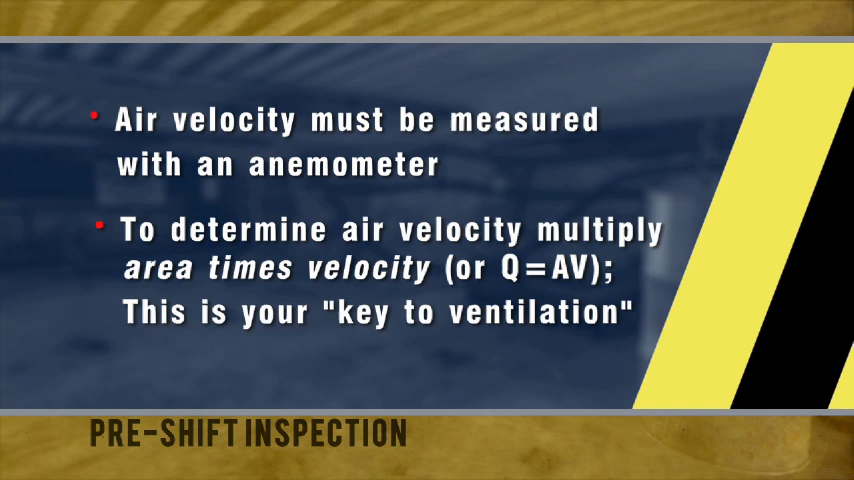 • Air velocity must be measured
with an anemometer
• To determine air velocity multiply
area times velocity (or Q=AV);
This is your "key to ventilation"
PRE-SHIFT INSPECTION